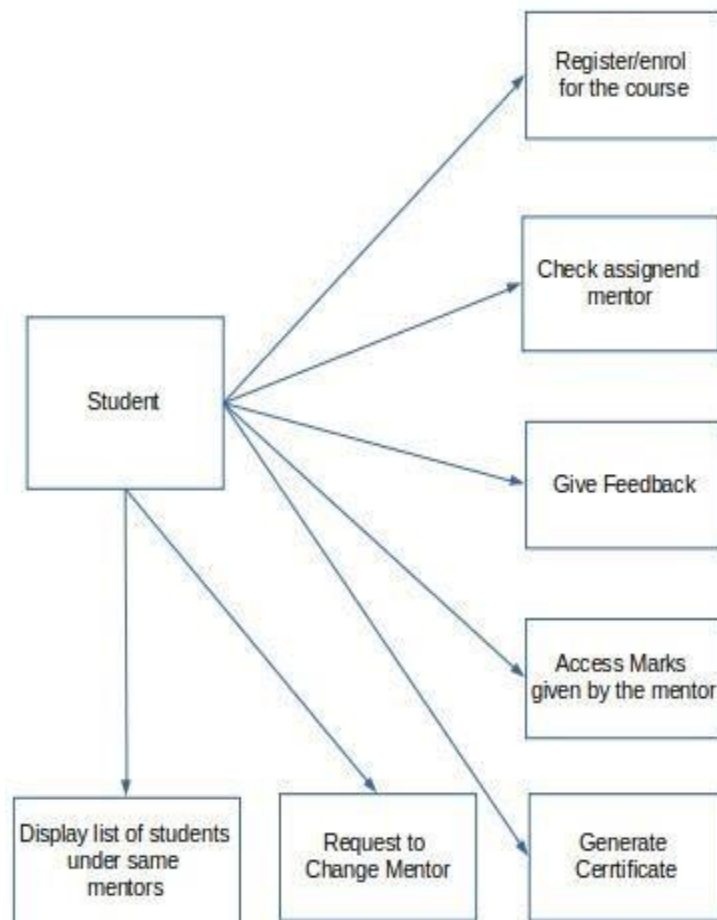 Register/enrol
for the course
Check assignend
mentor
Student
Give Feedback
Access Marks
given by the mentor
Display list of students
under same
mentors
Request to
Change Mentor
Generate
Cerrtificate